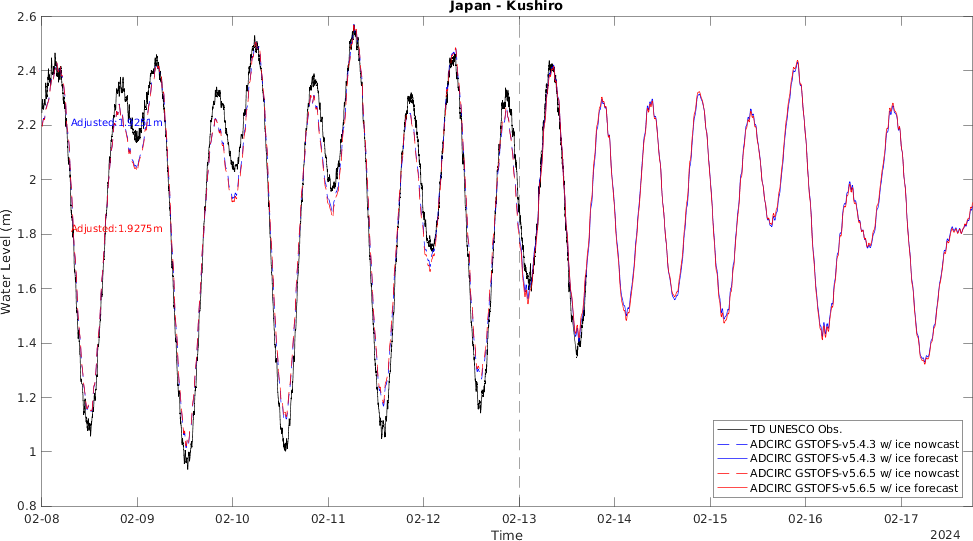 Japan - Kushiro
2.6
2.4
2.2
2
1.8
1.6
1.4
1.2
1
0.8
Water Level (m)
Adjusted:1.9275m
TD UNESCO Obs.
ADCIRC GSTOFS-v5.4.3 w/ ice nowcast
ADCIRC GSTOFS-v5.4.3 w/ ice forecast
ADCIRC GSTOFS-v5.6.5 w/ ice nowcast
ADCIRC GSTOFS-v5.6.5 w/ ice forecast
02-08 02-09 02-10 02-11 02-12 02-13 02-14 02-15 02-16 02-17
Time
2024